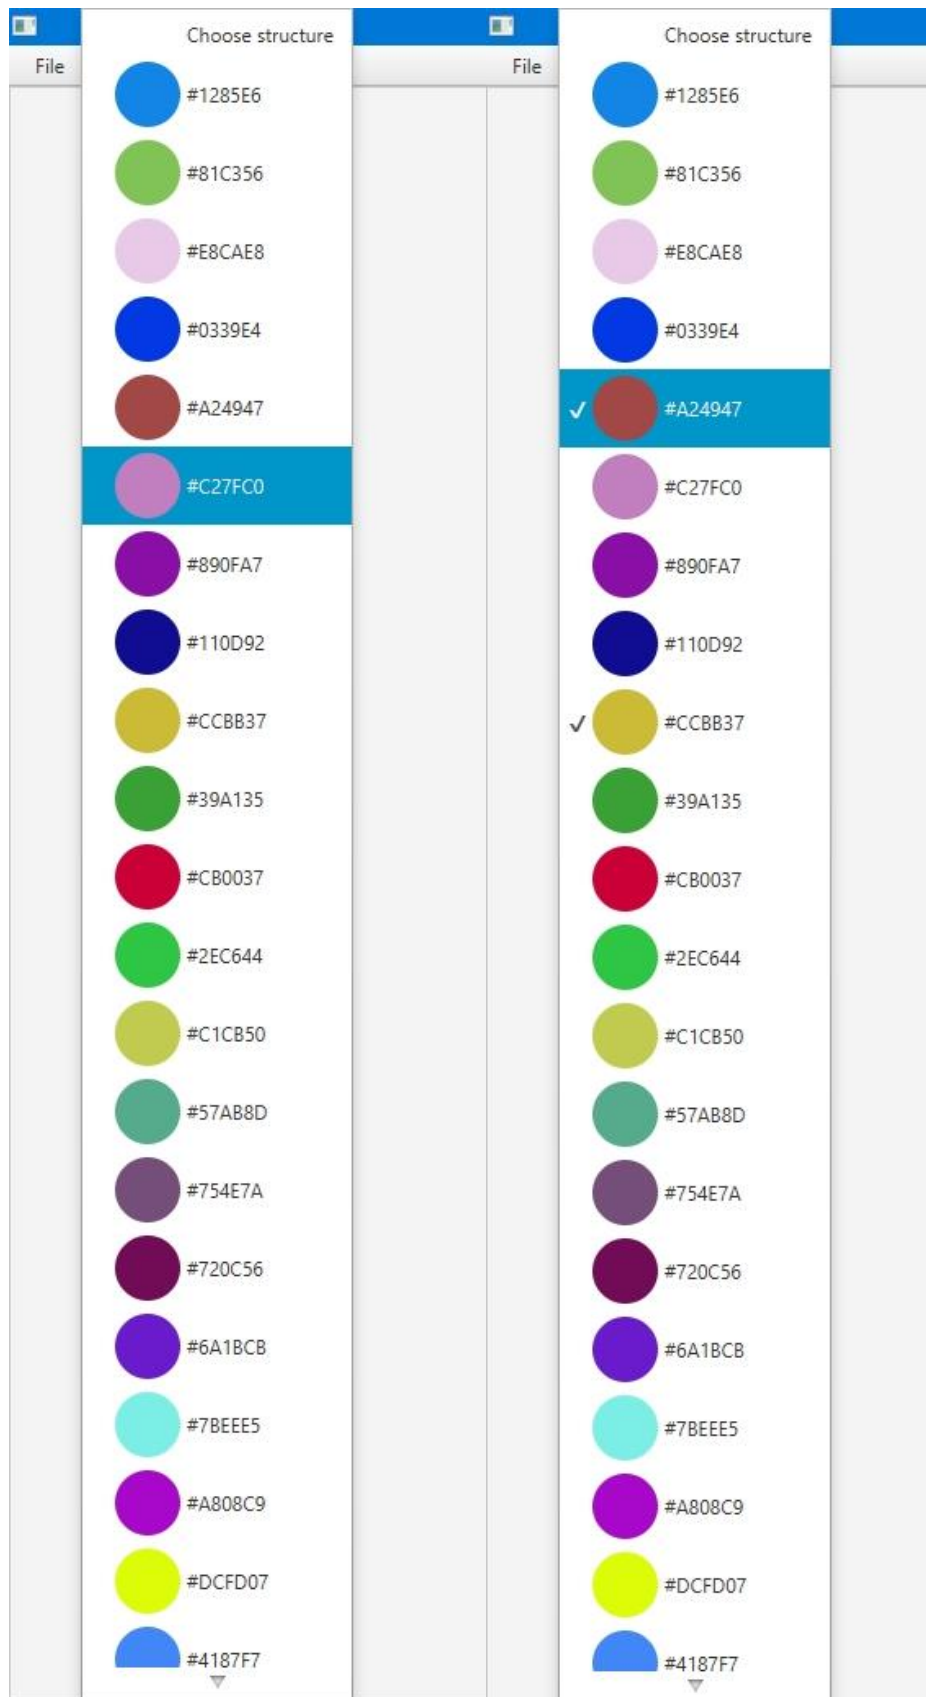 File
Choose structure
#1285E6
#81C356
#E8CAE8
#0339E4
#A24947
#C27FC0
#890FA7
#110D92
#CCBB37
#39A135
#CB0037
#2EC644
#C1CB50
#57AB8D
#754E7A
#720C56
#6A1BCB
#7BEEE5
#A808C9
#DCFD07
#4187F7
File
Choose structure
#1285E6
#81C356
#E8CAE8
#0339E4
#A24947
#C27FC0
#890FA7
#110D92
#CCBB37
#39A135
#CB0037
#2EC644
#C1CB50
#57AB8D
#754E7A
#720C56
#6A1BCB
#7BEEE5
#A808C9
#DCFD07
#4187F7